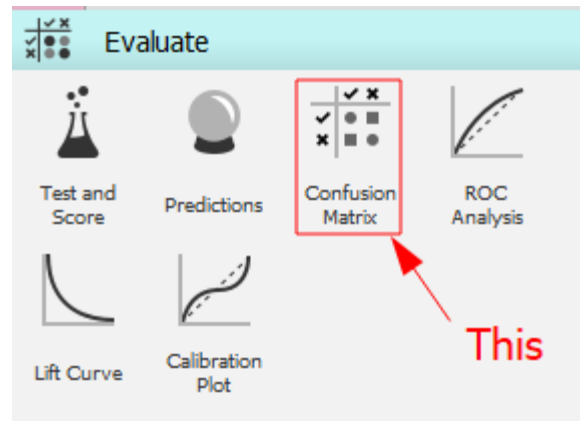 Evaluate
Test and
Score
Predictions
Confusion
Matrix
ROC
Analysis
Lift Curve
Calibration
Plot
This